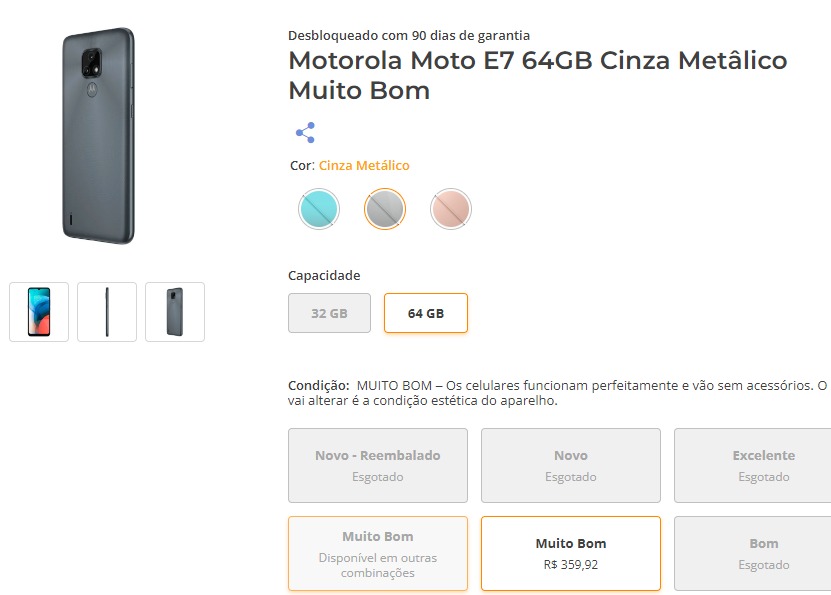 Desbloqueado com 90 dias de garantia
Motorola Moto E7 64GB Cinza Metâlico
Muito Bom
Cor: Cinza Metálico
Capacidade
32 GB
64 GB
Condição: MUITO BOM – Os celulares funcionam perfeitamente e vão sem acessórios. O
vai alterar é a condição estética do aparelho.
Novo - Reembalado
Esgotado
Novo
Esgotado
Excelente
Esgotado
Muito Bom
Disponível em outras
combinações
Muito Bom
R$ 359,92
Bom
Esgotado